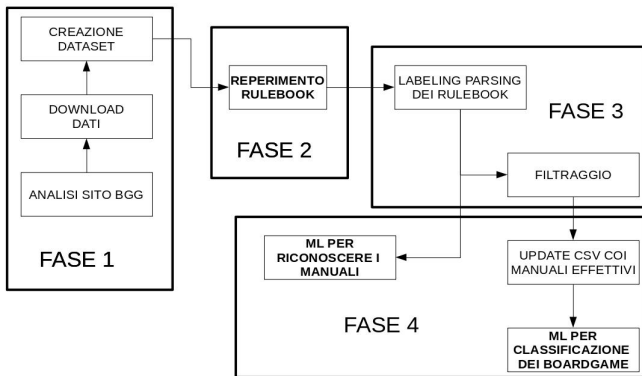 CREAZIONE
DATASET
DOWNLOAD
DATI
ANALISI SITO BGG
FASE 1
REPERIMENTO
RULEBOOK
FASE 2
LABELING PARSING
DEI RULEBOOK
FASE 3
FILTRAGGIO
ML PER
RICONOSCERE I
MANUALI
UPDATE CSV COI
MANUALI EFFETTIVI
FASE 4
ML PER
CLASSIFICAZIONE
DEI BOARDGAME